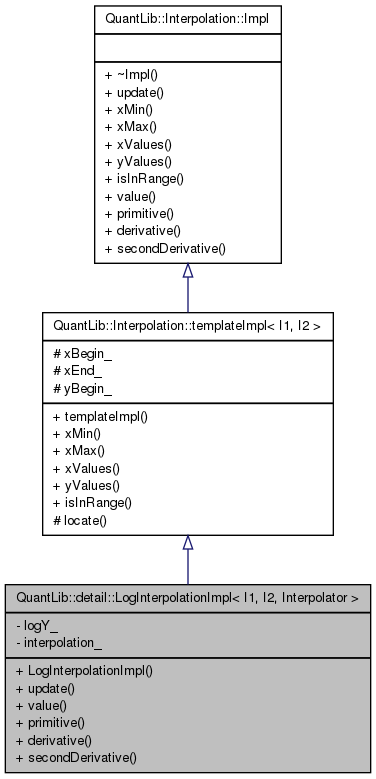 QuantLib::Interpolation::Impl
+ ~Impl()
+ update()
+ xMin()
+ xMax()
+ xValues()
+ yValues()
+ isInRange()
+ value()
+ primitive()
+ derivative()
+ secondDerivative()
QuantLib::Interpolation::templateImpl< I1, I2 >
# xBegin_
# xEnd_
# yBegin_
+ templateImpl()
+ xMin()
+ xMax()
+ xValues()
+ yValues()
+ isInRange()
# locate()
QuantLib::detail::LogInterpolationImpl< I1, I2, Interpolator >
- logY_
- interpolation_
+ LogInterpolationImpl()
+ update()
+ value()
+ primitive()
+ derivative()
+ secondDerivative()